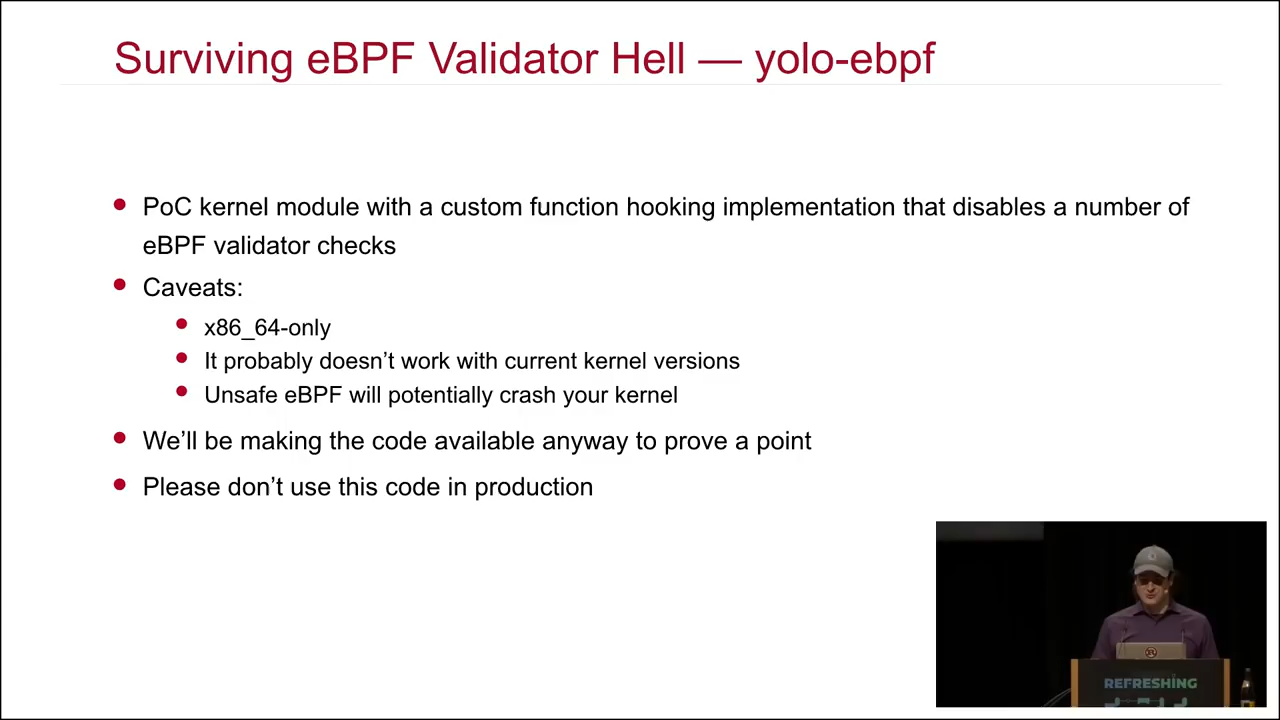 Surviving eBPF Validator Hell — yolo-ebpf
PoC kernel module with a custom function hooking implementation that disables a number of
eBPF validator checks
Caveats:
x86_64-only
It probably doesn't work with current kernel versions
Unsafe eBPF will potentially crash your kernel
We'll be making the code available anyway to prove a point
Please don't use this code in production
REFRESHING